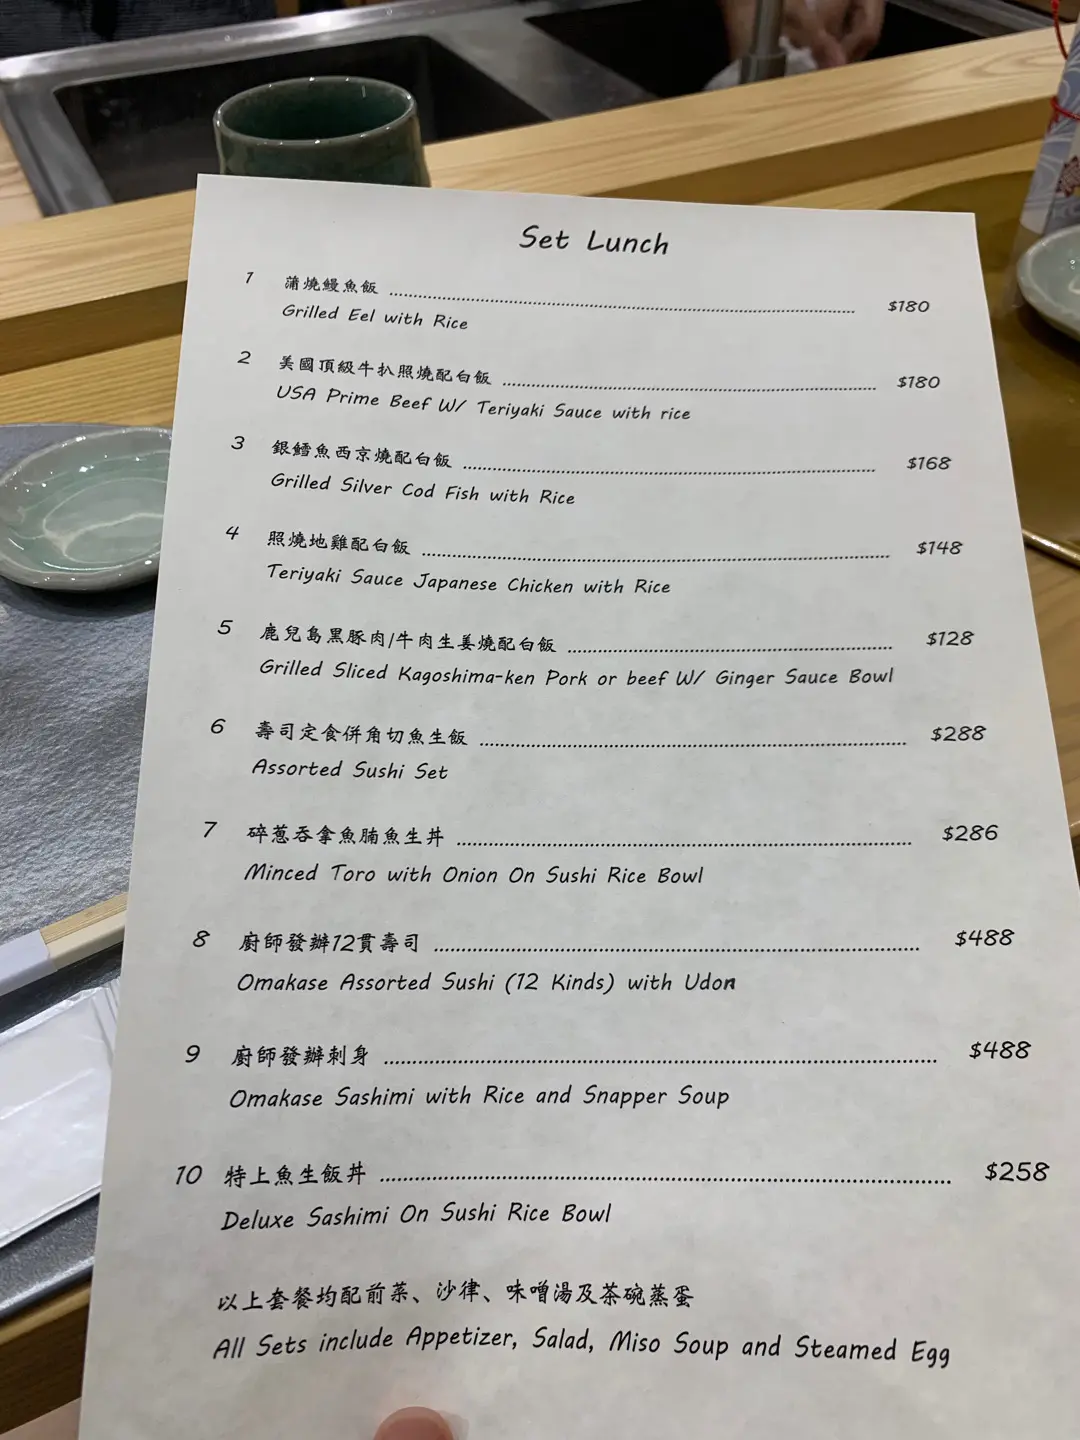 Set Lunch
1 蒲燒鰻魚飯 $180
Grilled Eel with Rice
2 美國頂級牛扒照燒配白飯 $180
USA Prime Beef W/ Teriyaki Sauce with rice
3 銀鱈魚西京燒配白飯 $168
Grilled Silver Cod Fish with Rice
4 照燒地雞配白飯 $148
Teriyaki Sauce Japanese Chicken with Rice
5 鹿兒島黑豚肉/牛肉生姜燒配白飯 $128
Grilled Sliced Kagoshima-ken Pork or beef W/ Ginger Sauce Bowl
6 壽司定食併角切魚生飯 $288
Assorted Sushi Set
7 碎蔥吞拿魚腩魚生丼 $286
Minced Toro with Onion On Sushi Rice Bowl
8 廚師發辦12貫壽司 $488
Omakase Assorted Sushi (12 Kinds) with Udon
9 廚師發辦刺身 $488
Omakase Sashimi with Rice and Snapper Soup
10 特上魚生飯丼 $258
Deluxe Sashimi On Sushi Rice Bowl
以上套餐均配前菜、沙律、味噌湯及茶碗蒸蛋
All Sets include Appetizer, Salad, Miso Soup and Steamed Egg